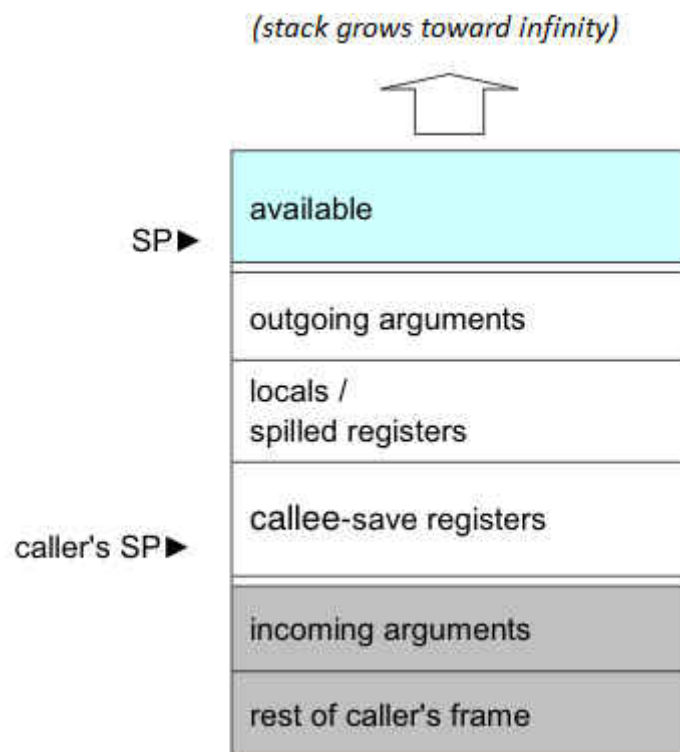 (stack grows toward infinity)
available
SP►
outgoing arguments
locals /
spilled registers
callee-save registers
caller's SP►
incoming arguments
rest of caller's frame